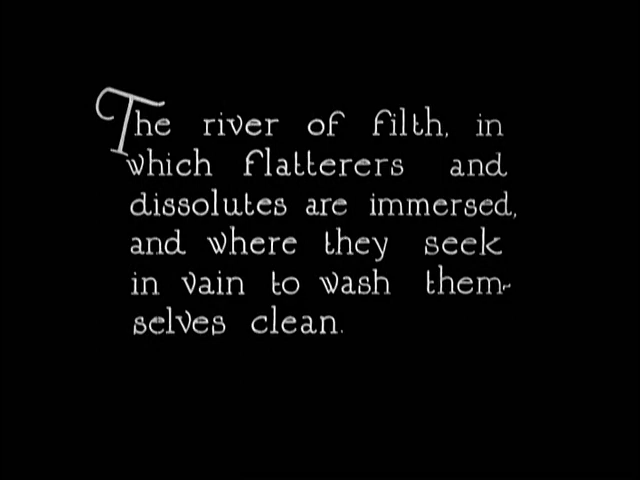 The river of filth, in
which flatterers and
dissolutes are immersed,
and where they seek
in vain to wash them-
selves clean.